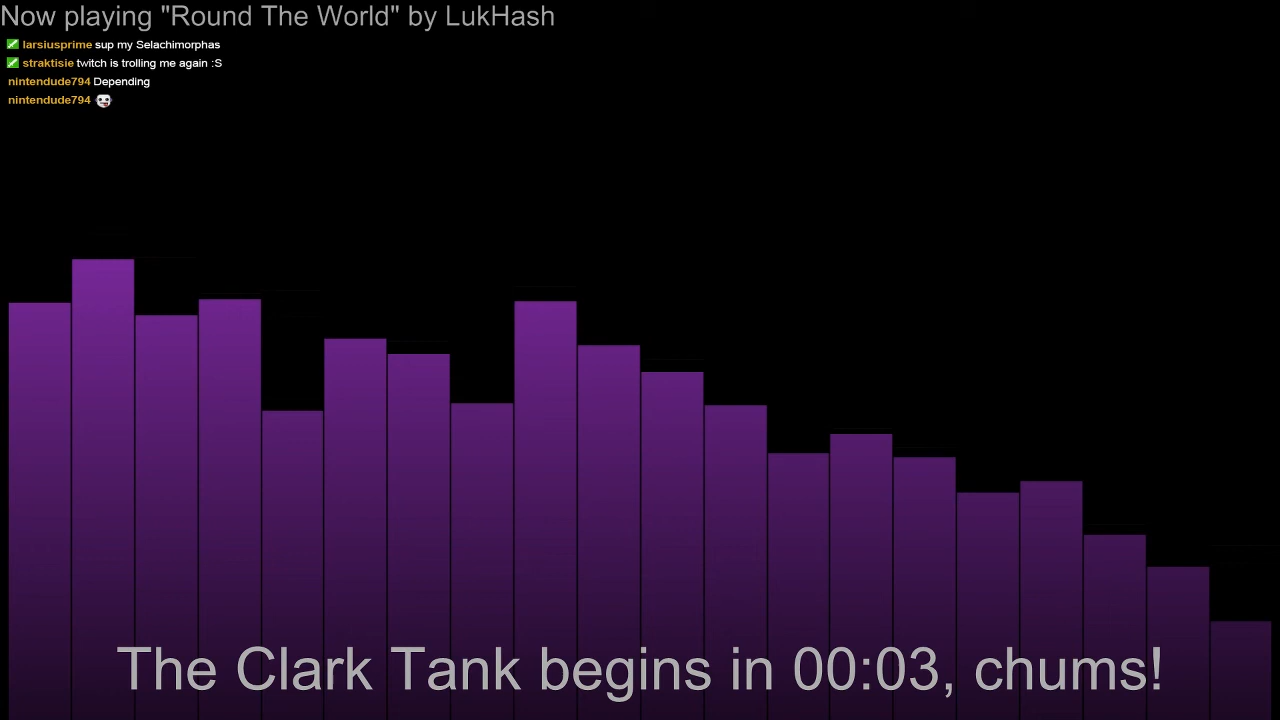 Now playing "Round The World" by LukHash
larsiusprime sup my Selachimorphas
straktisie twitch is trolling me again :S
nintendude794 Depending
nintendude794
The Clark Tank begins in 00:03, chums!